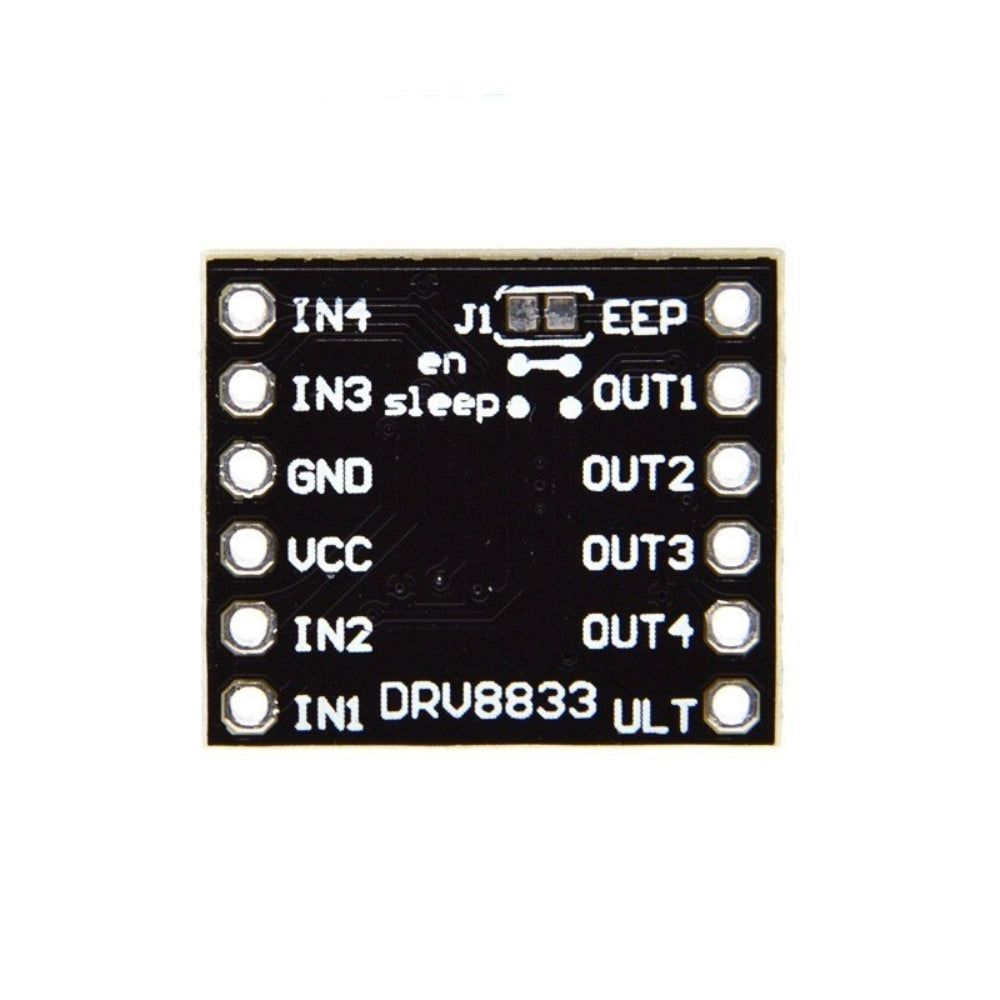 IN4 J1 EEP
en
IN3 sleep OUT1
GND OUT2
VCC OUT3
IN2 OUT4
IN1 DRV8833 ULT